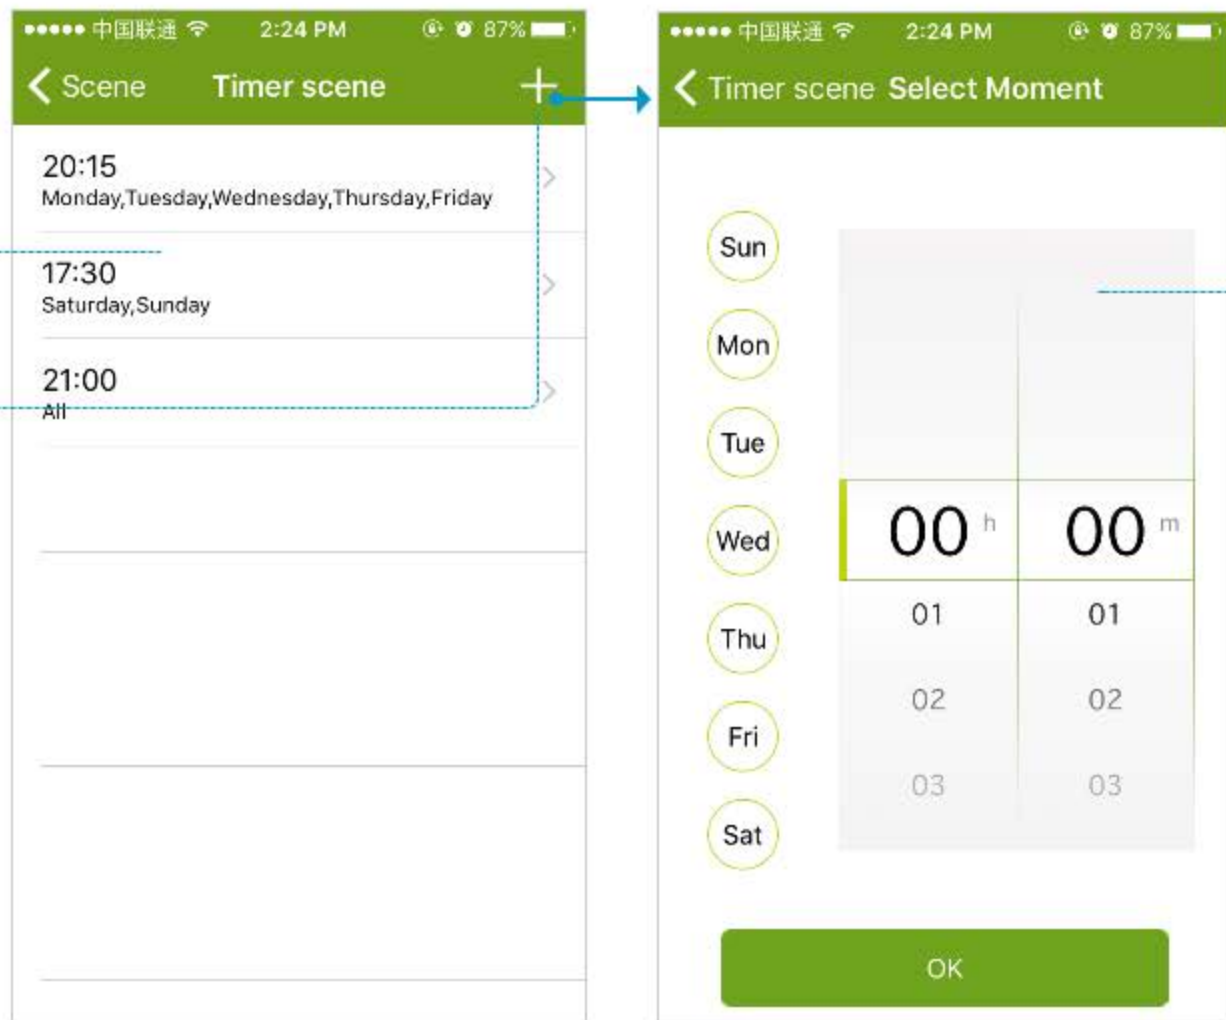 中国联通 2:24 PM 87%
Scene Timer scene
20:15
Monday,Tuesday,Wednesday,Thursday,Friday
17:30
Saturday,Sunday
21:00
All
中国联通 2:24 PM 87%
Timer scene Select Moment
Sun
Mon
Tue
Wed
Thu
Fri
Sat
00 h 00 m
01 01
02 02
03 03
OK